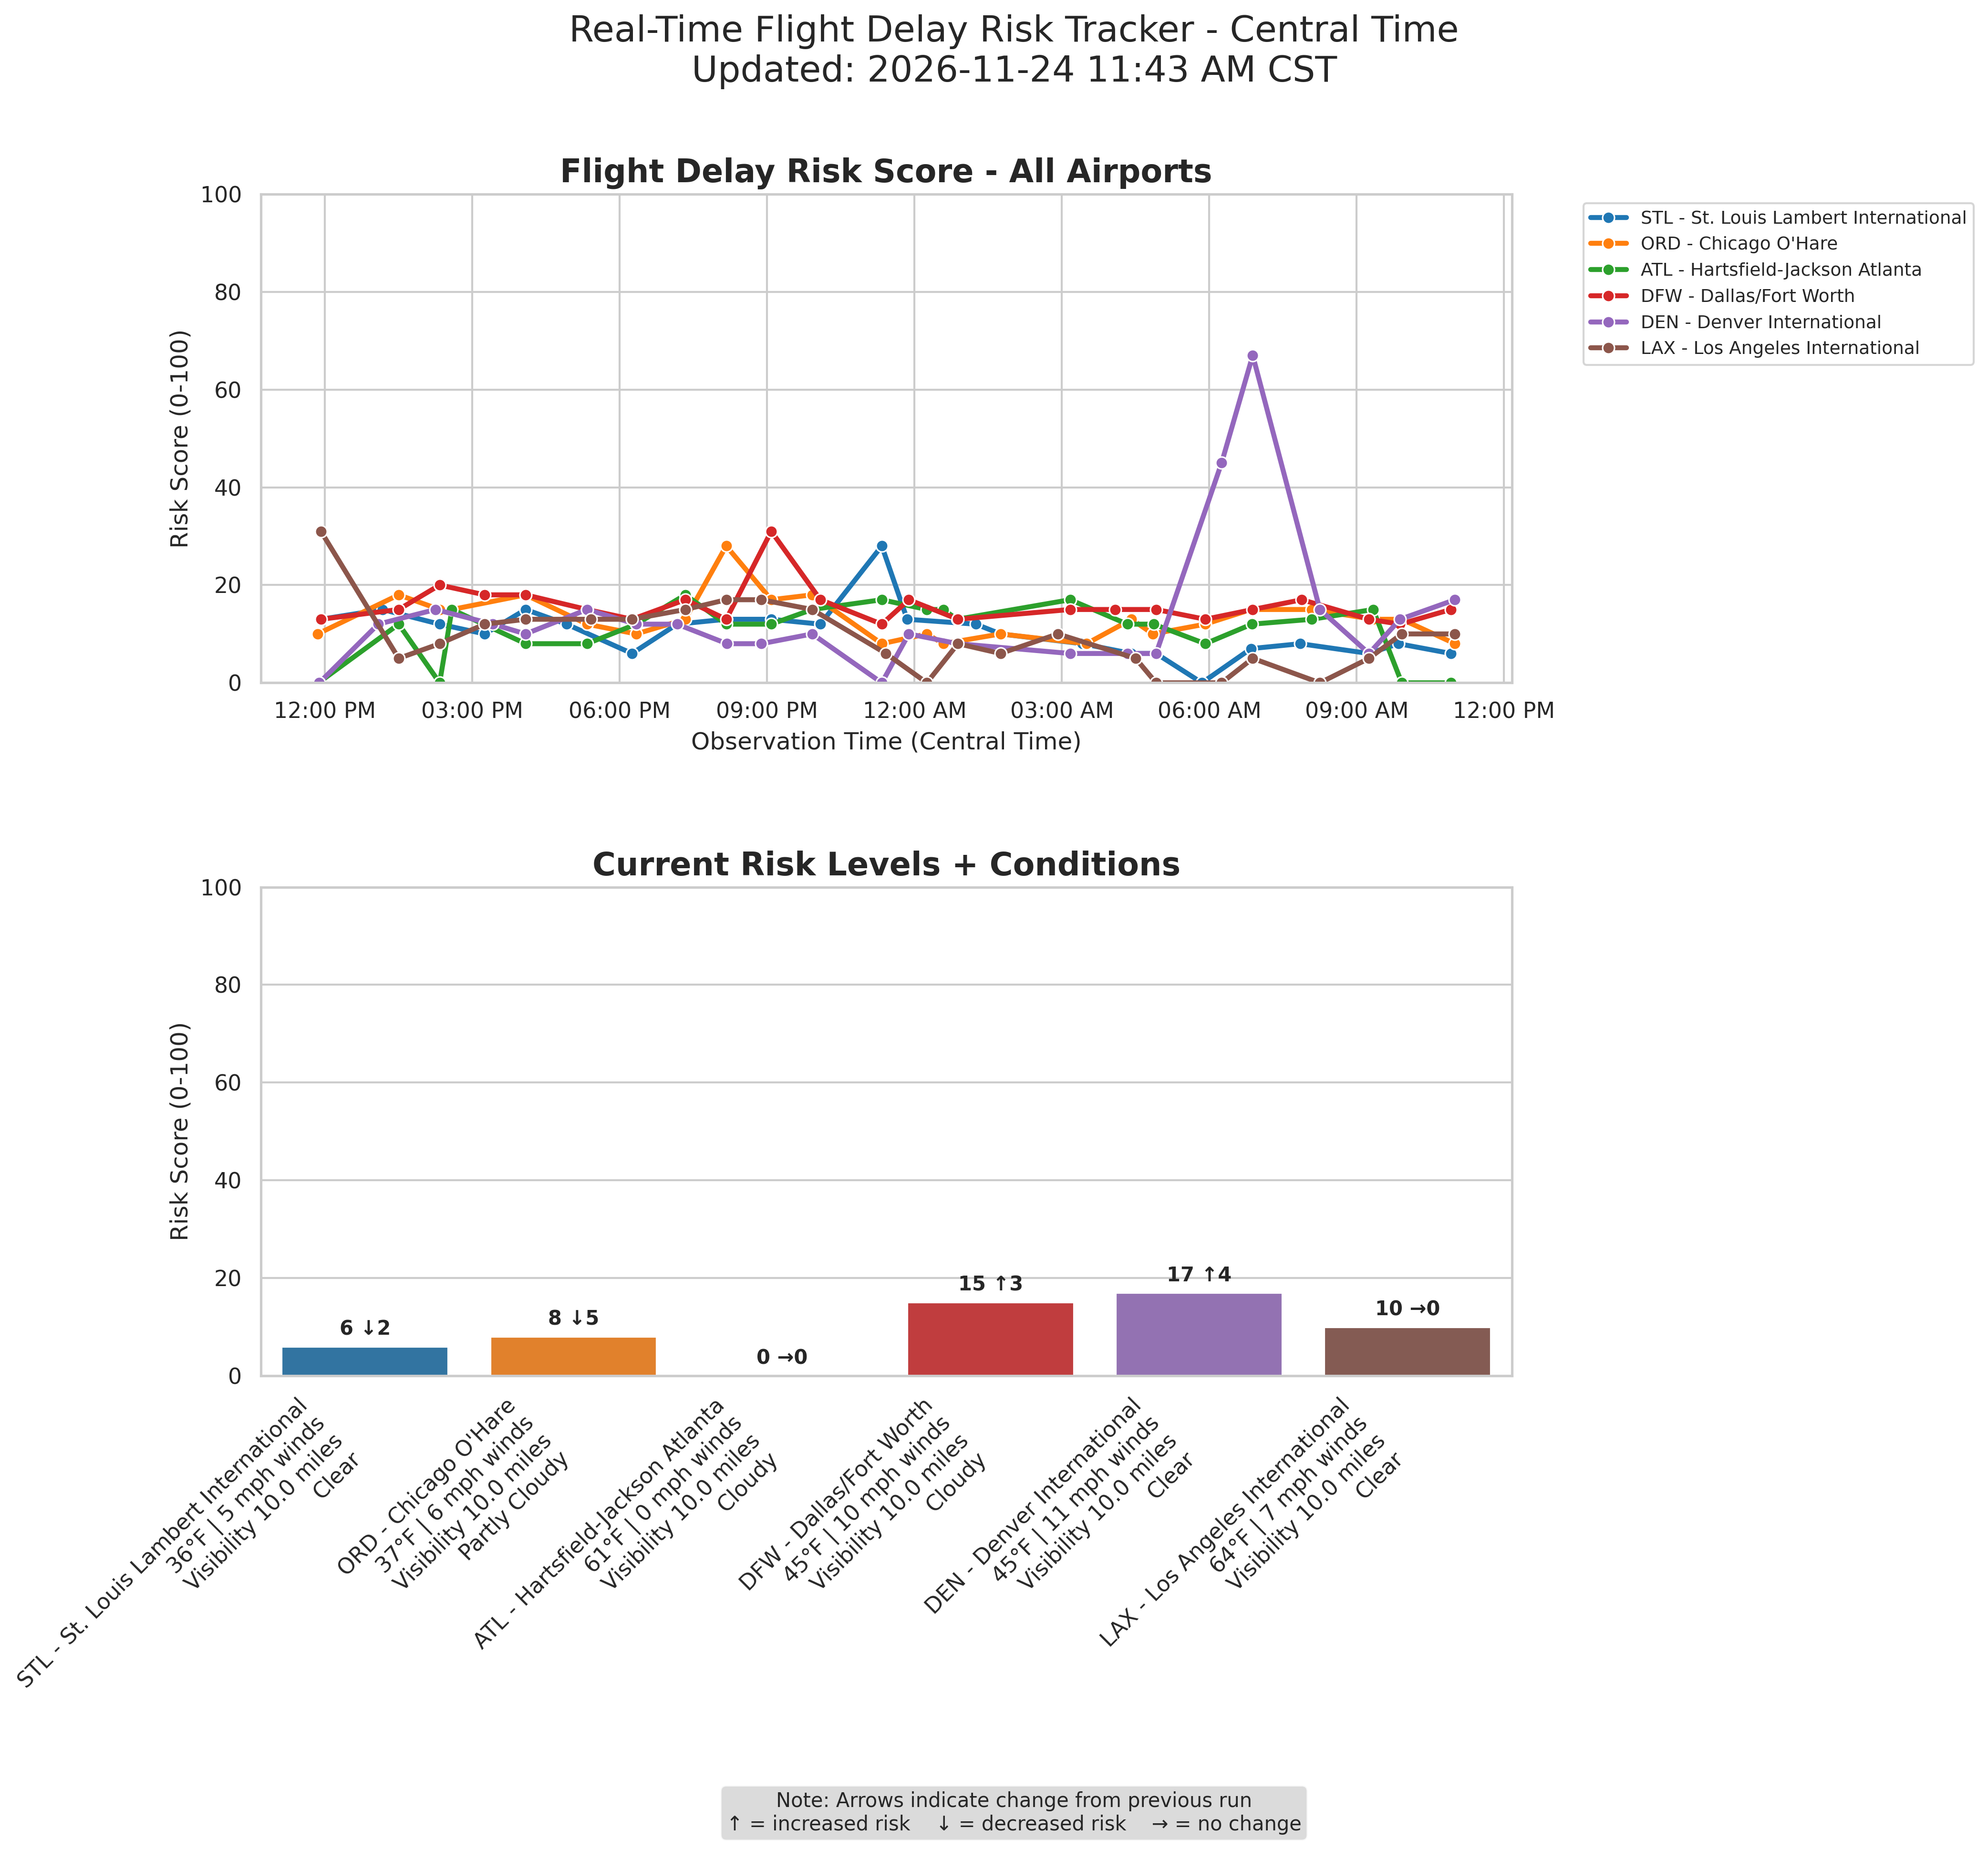 Real-Time Flight Delay Risk Tracker - Central Time
Updated: 2026-11-24 11:43 AM CST
Flight Delay Risk Score - All Airports
100
80
60
40
20
0
Risk Score (0-100)
12:00 PM
03:00 PM
06:00 PM
09:00 PM
12:00 AM
03:00 AM
06:00 AM
09:00 AM
12:00 PM
Observation Time (Central Time)
STL - St. Louis Lambert International
ORD - Chicago O'Hare
ATL - Hartsfield-Jackson Atlanta
DFW - Dallas/Fort Worth
DEN - Denver International
LAX - Los Angeles International
Current Risk Levels + Conditions
100
80
60
40
20
0
Risk Score (0-100)
6 ↓2
8 ↓5
0 →0
15 ↑3
17 ↑4
10 →0
STL - St. Louis Lambert International
36°F | 5 mph winds
Visibility 10.0 miles
Clear
ORD - Chicago O'Hare
37°F | 6 mph winds
Visibility 10.0 miles
Partly Cloudy
ATL - Hartsfield-Jackson Atlanta
61°F | 0 mph winds
Visibility 10.0 miles
Cloudy
DFW - Dallas/Fort Worth
45°F | 10 mph winds
Visibility 10.0 miles
Cloudy
DEN - Denver International
45°F | 11 mph winds
Visibility 10.0 miles
Clear
LAX - Los Angeles International
64°F | 7 mph winds
Visibility 10.0 miles
Clear
Note: Arrows indicate change from previous run
↑ = increased risk ↓ = decreased risk → = no change